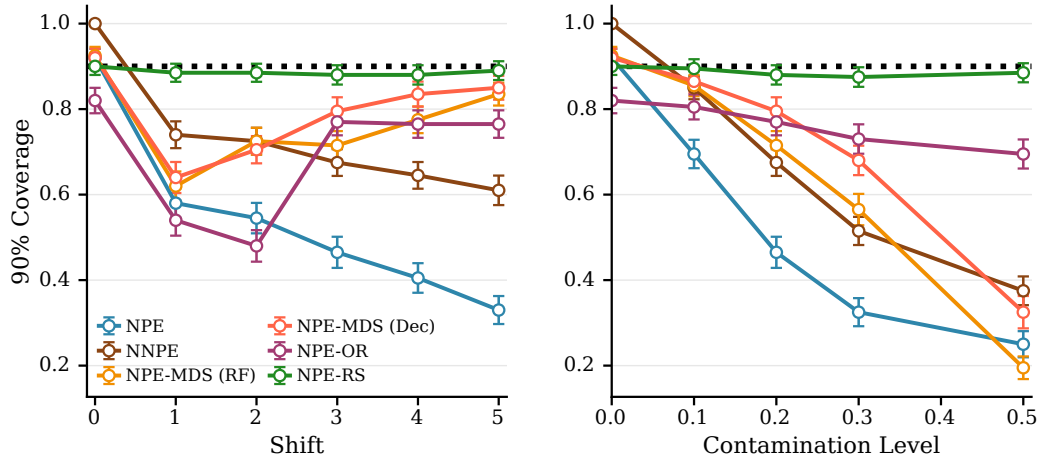 90% Coverage
1.0
0.8
0.6
0.4
0.2
NPE
NNPE
NPE-MDS (RF)
NPE-MDS (Dec)
NPE-OR
NPE-RS
0 1 2 3 4 5
Shift
1.0
0.8
0.6
0.4
0.2
0.0 0.1 0.2 0.3 0.4 0.5
Contamination Level